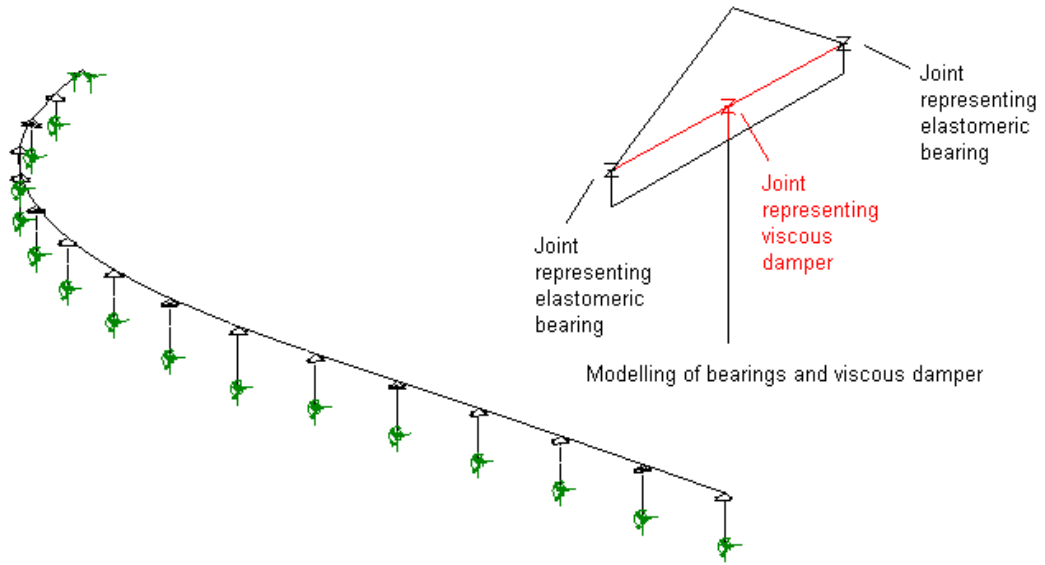 Joint
representing
elastomeric
bearing
Joint
representing
viscous
damper
Joint
representing
elastomeric
bearing
Modelling of bearings and viscous damper